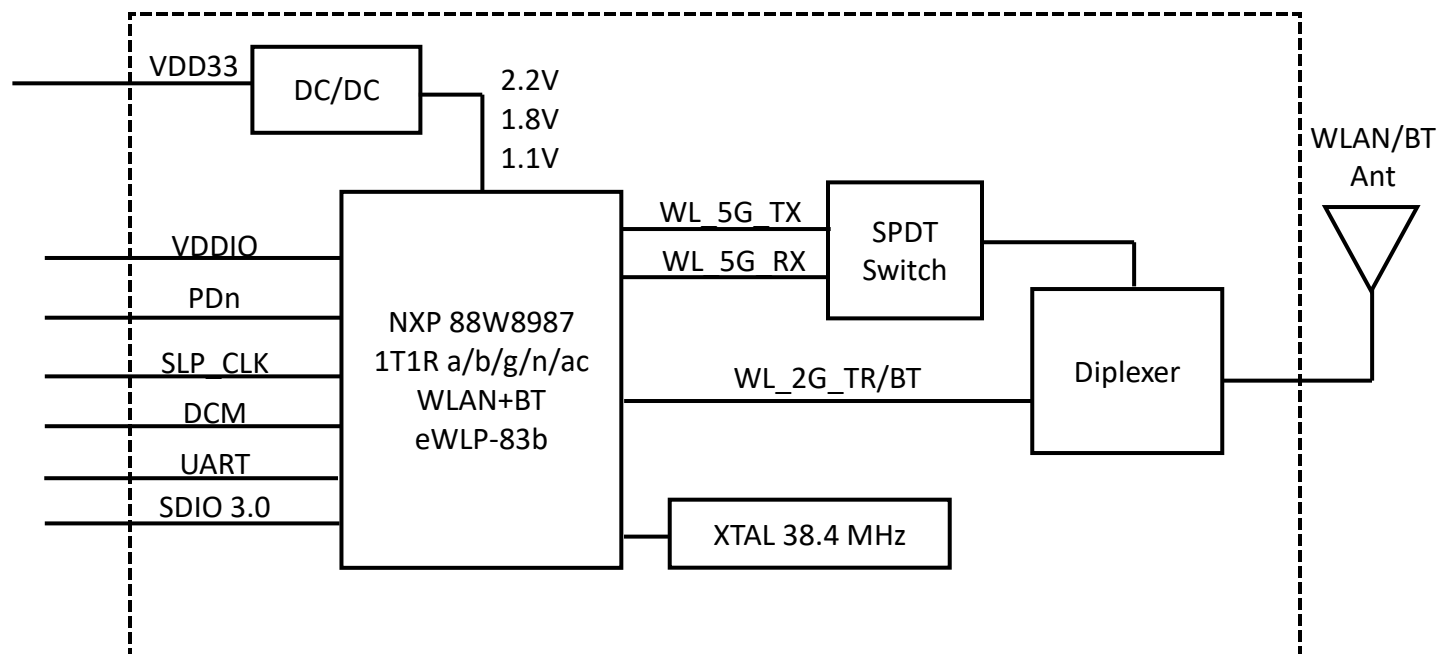 VDD33
DC/DC
2.2V
1.8V
1.1V
WLAN/BT
Ant
VDDIO
PDn
SLP_CLK
DCM
UART
SDIO 3.0
NXP 88W8987
1T1R a/b/g/n/ac
WLAN+BT
eWLP-83b
WL_5G_TX
WL_5G_RX
SPDT
Switch
WL_2G_TR/BT
Diplexer
XTAL 38.4 MHz